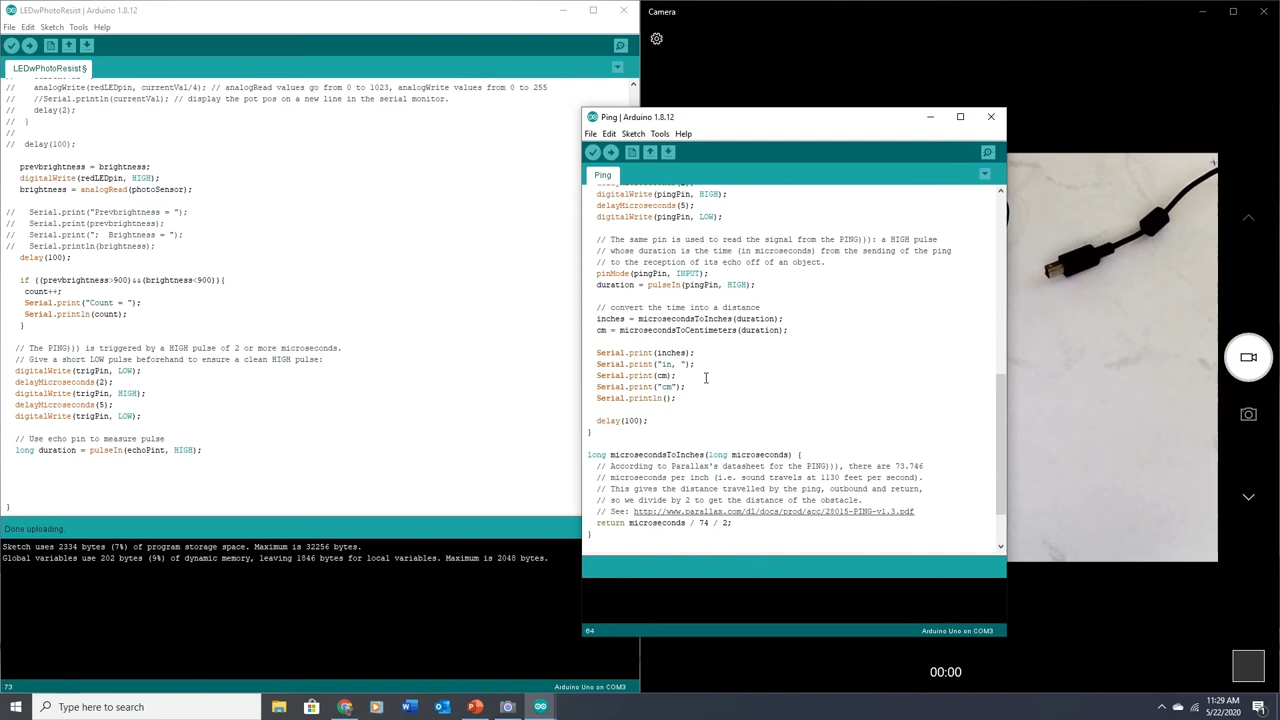 LEDwPhotoResist | Arduino 1.8.12
File Edit Sketch Tools Help
LEDwPhotoResist §
// analogWrite(redLEDpin, currentVal/4); // analogRead values go from 0 to 1023, analogWrite values from 0 to 255
// //Serial.println(currentVal); // display the pot pos on a new line in the serial monitor.
// delay(2);
// }
//
// delay(100);
prevbrightness = brightness;
digitalWrite(redLEDpin, HIGH);
brightness = analogRead(photoSensor);
// Serial.print("Prevbrightness = ");
// Serial.print(prevbrightness);
// Serial.print("; Brightness = ");
// Serial.println(brightness);
delay(100);
if ((prevbrightness>900)&&(brightness<900)){
count++;
Serial.print("Count = ");
Serial.println(count);
}
// The PING))) is triggered by a HIGH pulse of 2 or more microseconds.
// Give a short LOW pulse beforehand to ensure a clean HIGH pulse:
digitalWrite(trigPin, LOW);
delayMicroseconds(2);
digitalWrite(trigPin, HIGH);
delayMicroseconds(5);
digitalWrite(trigPin, LOW);
// Use echo pin to measure pulse
long duration = pulseIn(echoPint, HIGH);
}
Done uploading.
Sketch uses 2334 bytes (7%) of program storage space. Maximum is 32256 bytes.
Global variables use 202 bytes (9%) of dynamic memory, leaving 1846 bytes for local variables. Maximum is 2048 bytes.
73
Arduino Uno on COM3
Camera
Ping | Arduino 1.8.12
File Edit Sketch Tools Help
Ping
digitalWrite(pingPin, HIGH);
delayMicroseconds(5);
digitalWrite(pingPin, LOW);
// The same pin is used to read the signal from the PING))): a HIGH pulse
// whose duration is the time (in microseconds) from the sending of the ping
// to the reception of its echo off of an object.
pinMode(pingPin, INPUT);
duration = pulseIn(pingPin, HIGH);
// convert the time into a distance
inches = microsecondsToInches(duration);
cm = microsecondsToCentimeters(duration);
Serial.print(inches);
Serial.print("in, ");
Serial.print(cm);
Serial.print("cm");
Serial.println();
delay(100);
}
long microsecondsToInches(long microseconds) {
// According to Parallax's datasheet for the PING))), there are 73.746
// microseconds per inch (i.e. sound travels at 1130 feet per second).
// This gives the distance travelled by the ping, outbound and return,
// so we divide by 2 to get the distance of the obstacle.
// See: http://www.parallax.com/dl/docs/prod/acc/28015-PING-v1.3.pdf
return microseconds / 74 / 2;
}
64
Arduino Uno on COM3
00:00
Type here to search
11:29 AM
5/22/2020